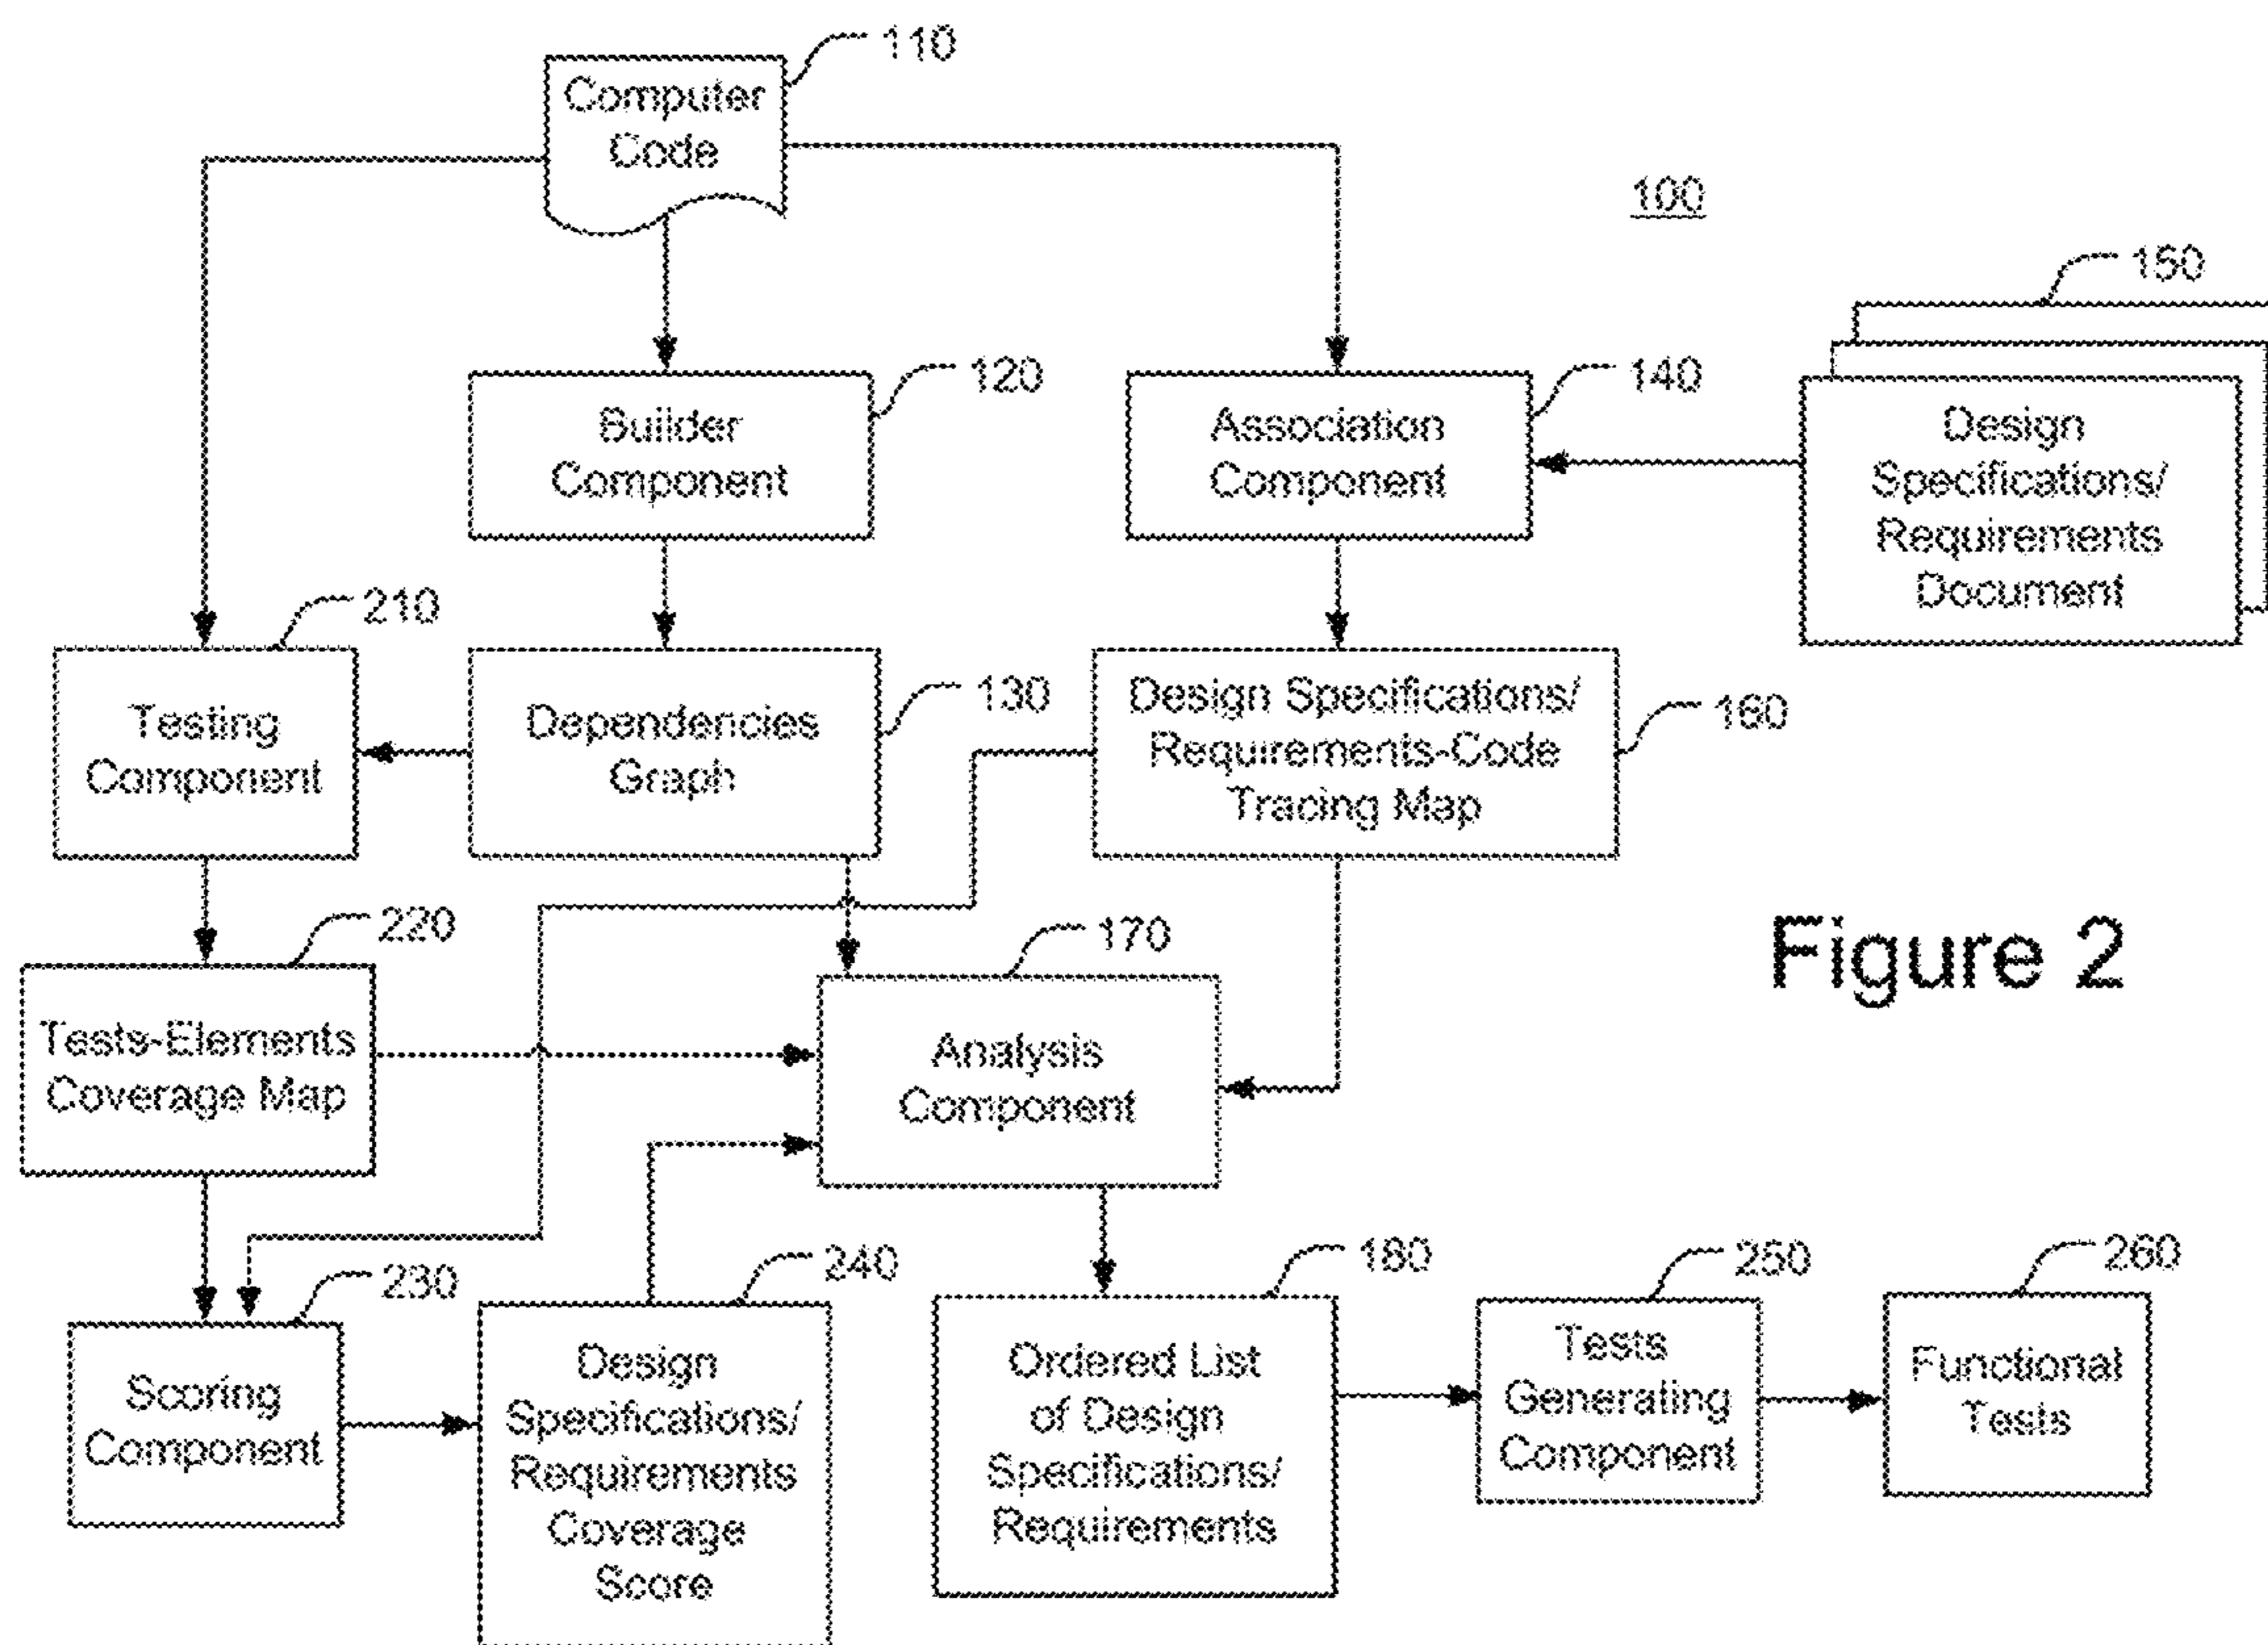 110
Computer
Code
100
150
120
Builder
Component
140
Association
Component
Design
Specifications/
Requirements
Document
210
Testing
Component
130
Dependencies
Graph
160
Design Specifications/
Requirements-Code
Tracing Map
220
Tests-Elements
Coverage Map
170
Analysis
Component
Figure 2
230
Scoring
Component
240
Design
Specifications/
Requirements
Coverage
Score
180
Ordered List
of Design
Specifications/
Requirements
250
Tests
Generating
Component
260
Functional
Tests